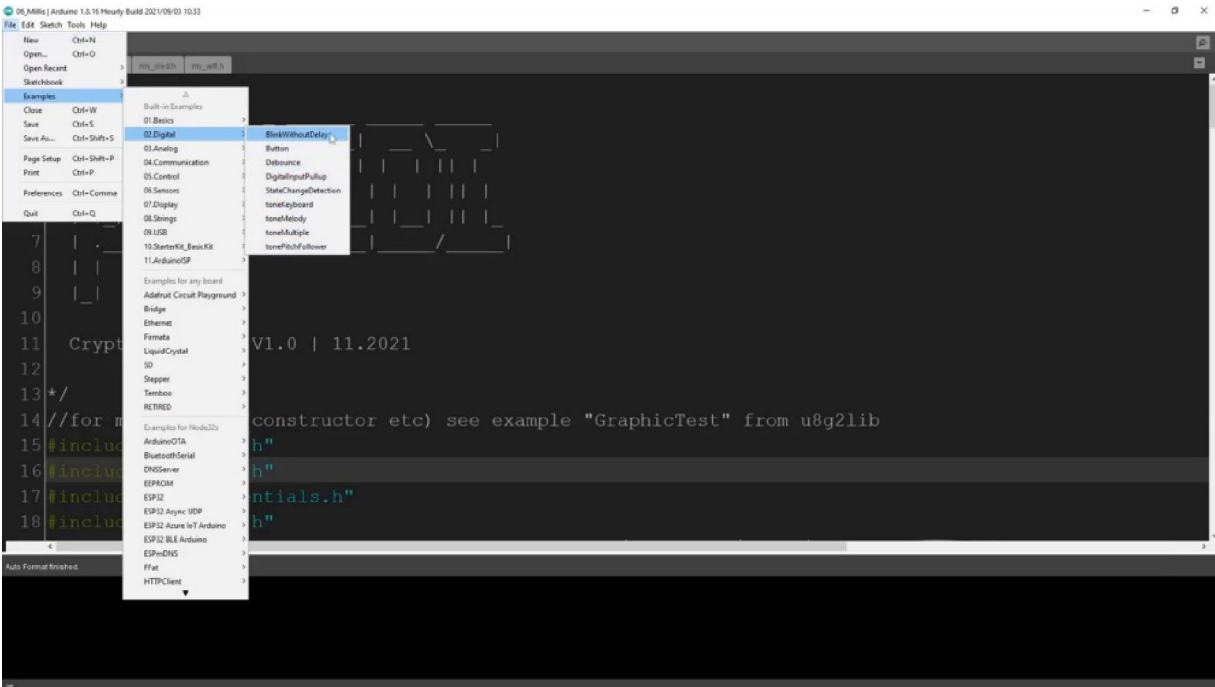 06_Millis | Arduino 1.8.16 Hourly Build 2021/09/03 10:33
File Edit Sketch Tools Help
New Ctrl+N
Open... Ctrl+O
Open Recent
Sketchbook
Examples
Close Ctrl+W
Save Ctrl+S
Save As... Ctrl+Shift+S
Page Setup Ctrl+Shift+P
Print Ctrl+P
Preferences Ctrl+Comma
Quit Ctrl+Q
my_oled.h my_wifi.h
Built-in Examples
01.Basics
02.Digital
03.Analog
04.Communication
05.Control
06.Sensors
07.Display
08.Strings
09.USB
10.StarterKit_BasicKit
11.ArduinoISP
Examples for any board
Adafruit Circuit Playground
Bridge
Ethernet
Firmata
LiquidCrystal
SD
Stepper
Temboo
RETIRED
Examples for Node32s
ArduinoOTA
BluetoothSerial
DNSServer
EEPROM
ESP32
ESP32 Async UDP
ESP32 Azure IoT Arduino
ESP32 BLE Arduino
ESPmDNS
FFat
HTTPClient
BlinkWithoutDelay
Button
Debounce
DigitalInputPullup
StateChangeDetection
toneKeyboard
toneMelody
toneMultiple
tonePitchFollower
7
8
9
10
11 Crypt V1.0 | 11.2021
12
13 */
14 //for m constructor etc) see example "GraphicTest" from u8g2lib
15 #includ h"
16 #includ h"
17 #includ ntials.h"
18 #includ h"
Auto Format finished.